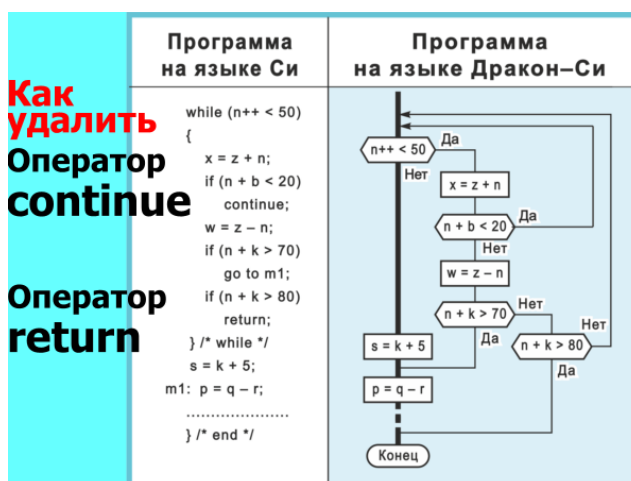 Как
удалить
Оператор
continue
Оператор
return
Программа
на языке Си
while (n++ < 50)
{
x = z + n;
if (n + b < 20)
continue;
w = z – n;
if (n + k > 70)
go to m1;
if (n + k > 80)
return;
} /* while */
s = k + 5;
m1: p = q – r;
.....................
} /* end */
Программа
на языке Дракон–Си
n++ < 50
Да
Нет
x = z + n
n + b < 20
Да
Нет
w = z – n
n + k > 70
Нет
Да
n + k > 80
Нет
Да
s = k + 5
p = q – r
Конец